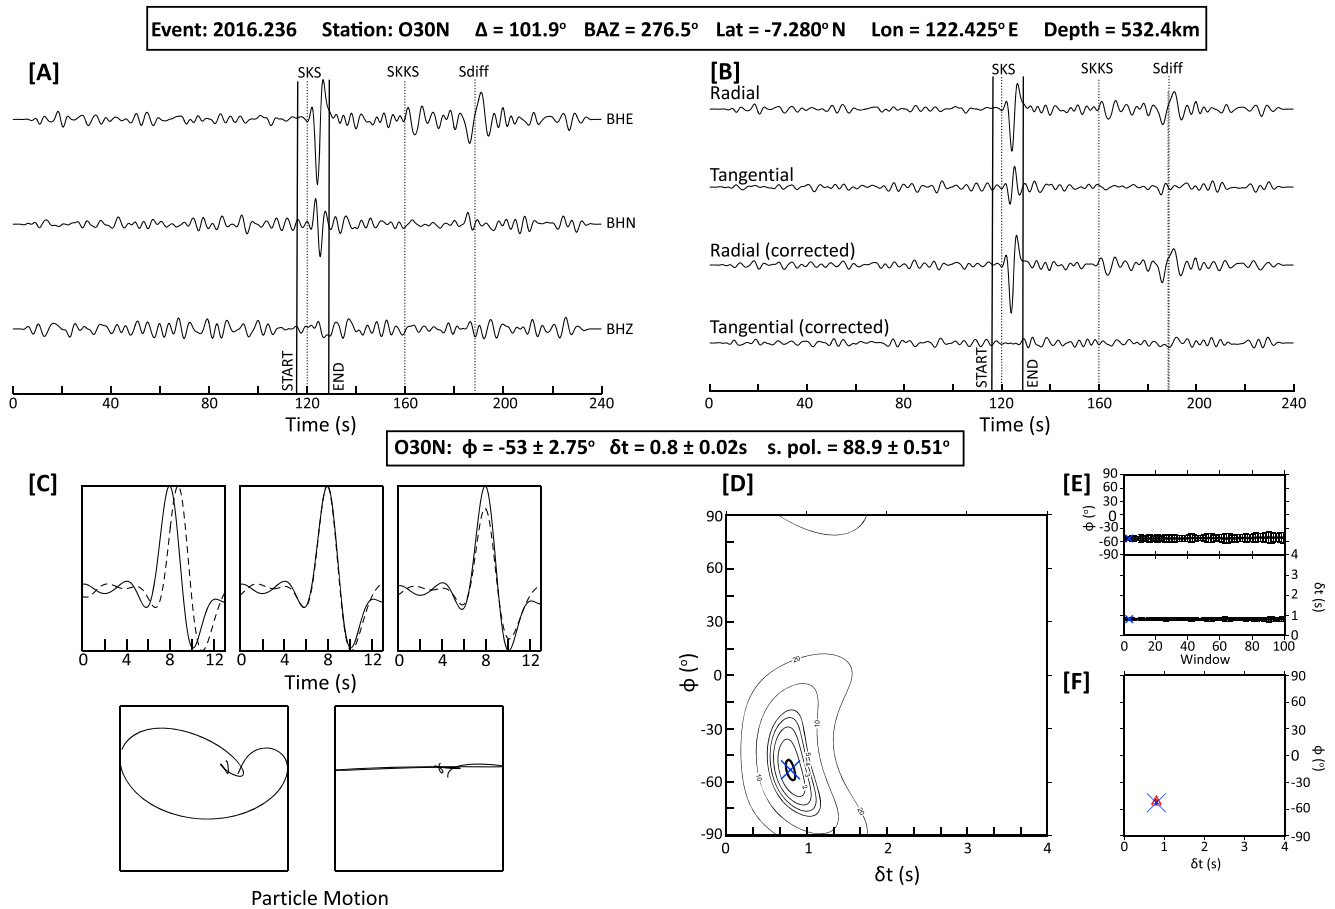 Event: 2016.236 Station: O30N Δ = 101.9° BAZ = 276.5° Lat = -7.280° N Lon = 122.425° E Depth = 532.4km
[A]
SKS SKKS Sdiff
BHE
BHN
BHZ
START
END
0 40 80 120 160 200 240
Time (s)
[B]
SKS SKKS Sdiff
Radial
Tangential
Radial (corrected)
Tangential (corrected)
START
END
0 40 80 120 160 200 240
Time (s)
O30N: ϕ = -53 ± 2.75° δt = 0.8 ± 0.02s s. pol. = 88.9 ± 0.51°
[C]
0 4 8 12 0 4 8 12 0 4 8 12
Time (s)
Particle Motion
[D]
90
60
30
0
-30
-60
-90
ϕ (°)
20
10
5
4
3
2
10
20
0 1 2 3 4
δt (s)
[E]
90
60
30
0
-30
-60
-90
ϕ (°)
4
3
2
1
0
δt (s)
0 20 40 60 80 100
Window
[F]
90
60
30
0
-30
-60
-90
ϕ (°)
0 1 2 3 4
δt (s)